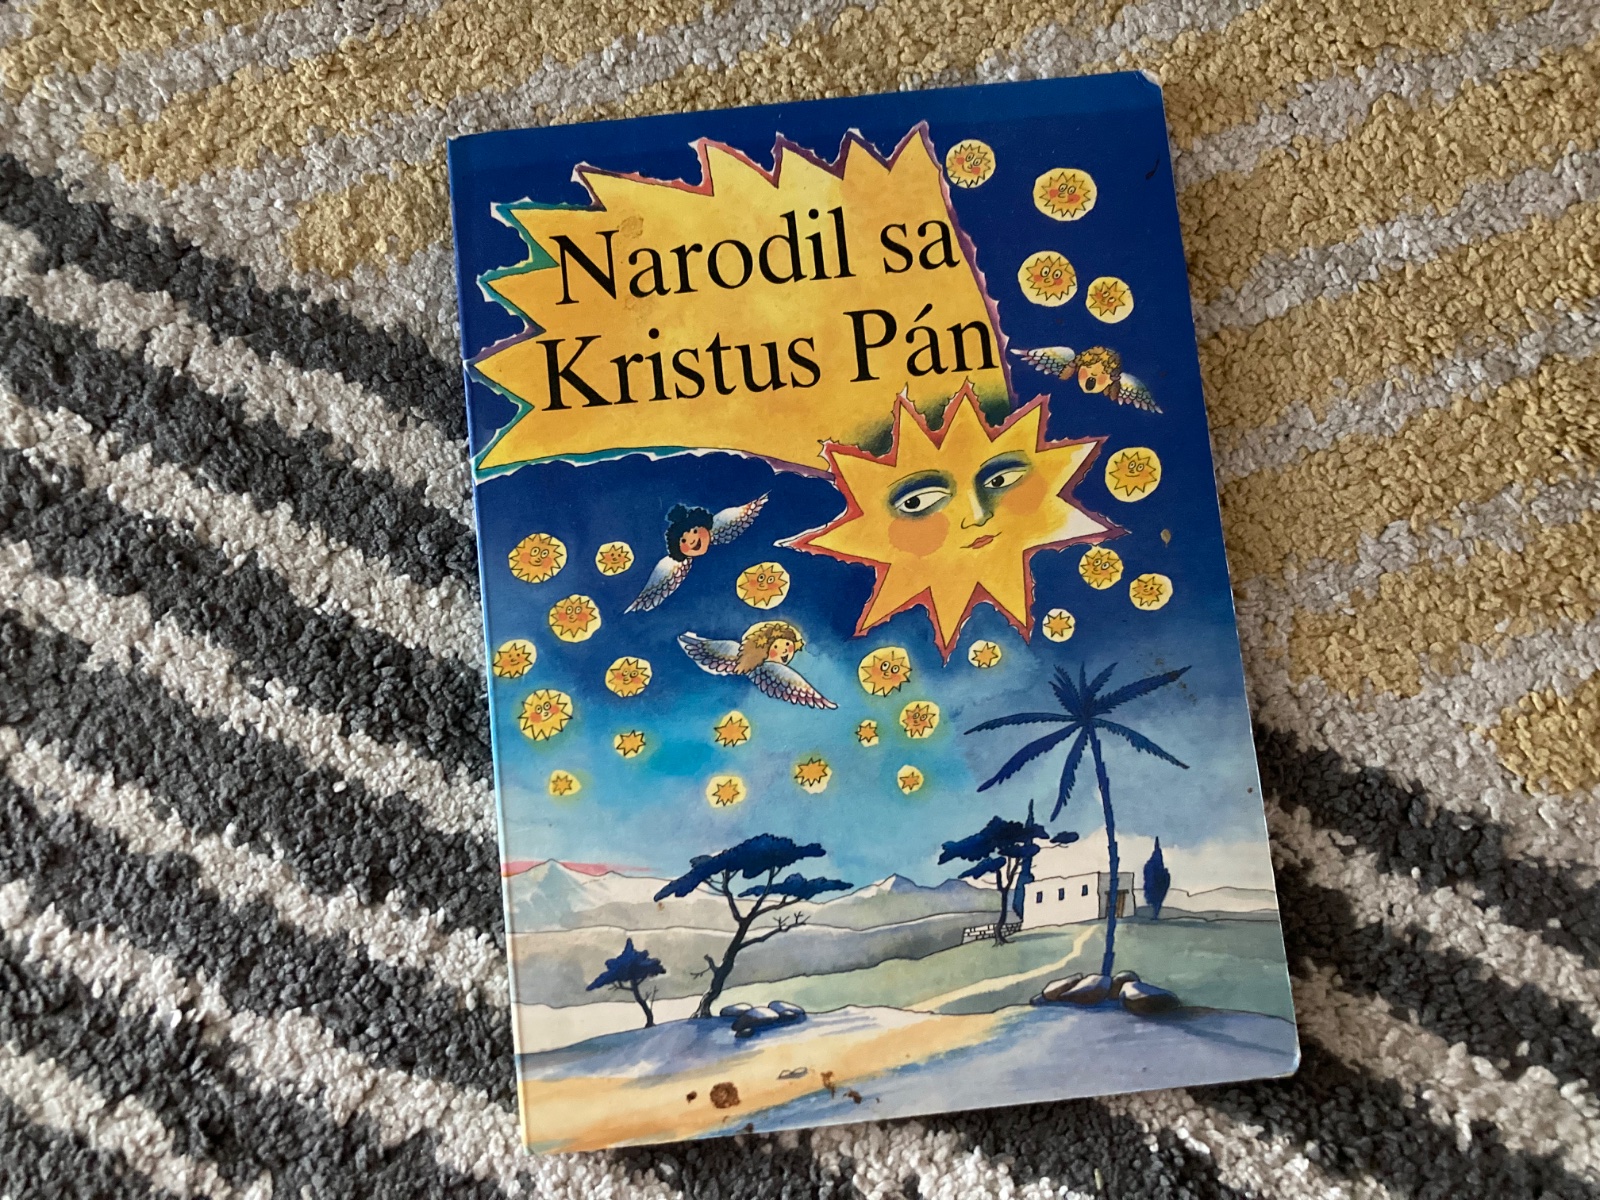 Narodil sa
Kristus Pán